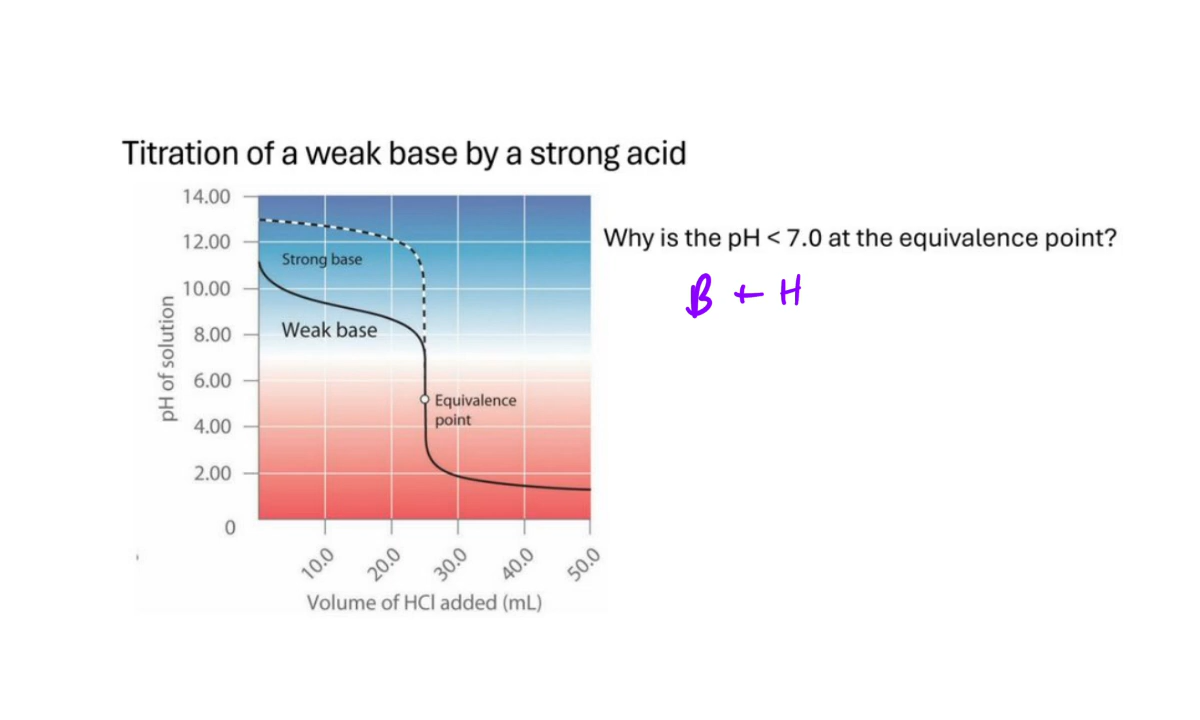 Titration of a weak base by a strong acid
Why is the pH < 7.0 at the equivalence point?
B + H
pH of solution
14.00
12.00
10.00
8.00
6.00
4.00
2.00
0
Strong base
Weak base
Equivalence
point
10.0
20.0
30.0
40.0
50.0
Volume of HCl added (mL)